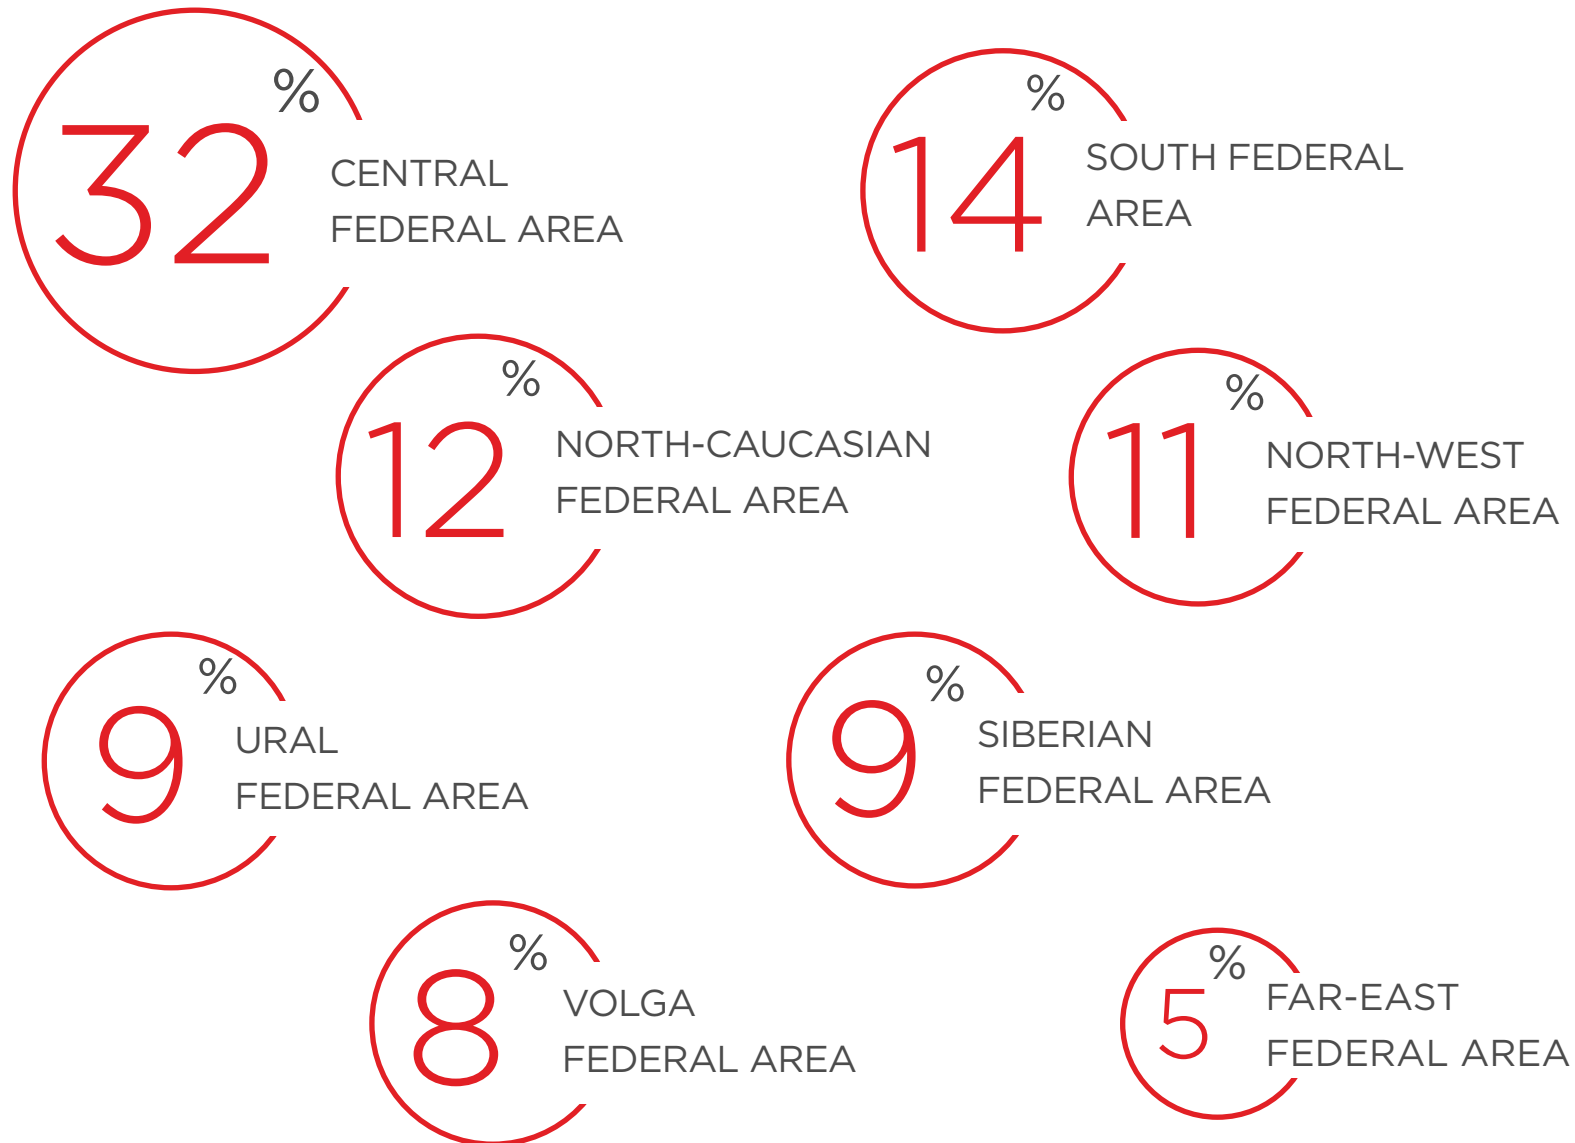 32%
CENTRAL
FEDERAL AREA
14%
SOUTH FEDERAL
AREA
12%
NORTH-CAUCASIAN
FEDERAL AREA
11%
NORTH-WEST
FEDERAL AREA
9%
URAL
FEDERAL AREA
9%
SIBERIAN
FEDERAL AREA
8%
VOLGA
FEDERAL AREA
5%
FAR-EAST
FEDERAL AREA